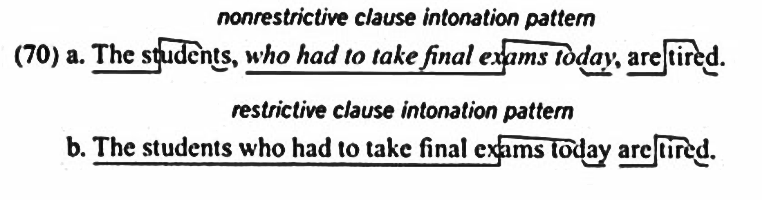 nonrestrictive clause intonation pattern
(70) a. The students, who had to take final exams today, are tired.
restrictive clause intonation pattern
b. The students who had to take final exams today are tired.